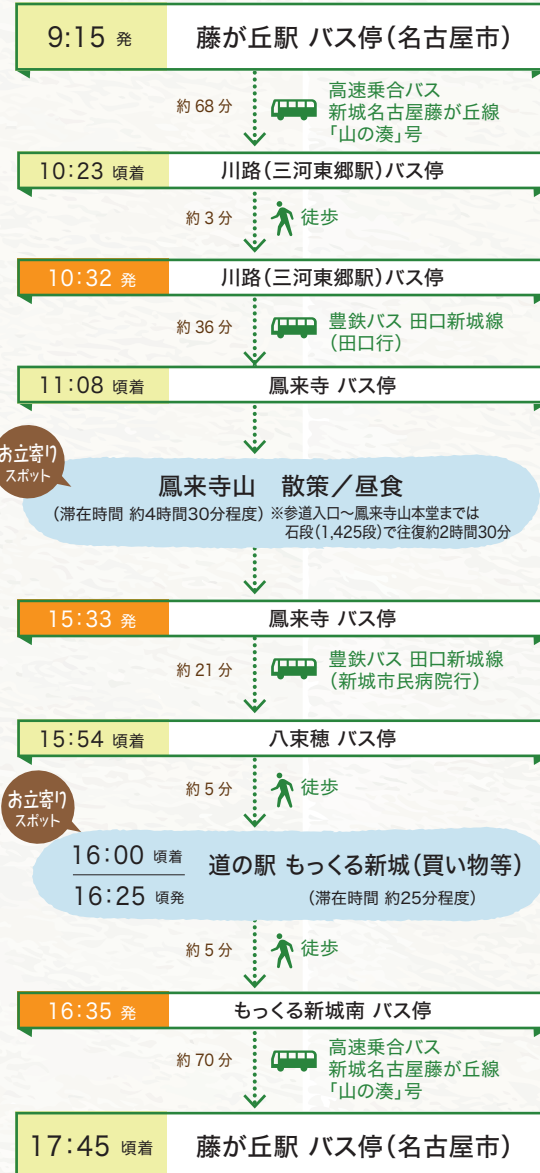 9:15 発 藤が丘駅 バス停(名古屋市)
約68分
高速乗合バス
新城名古屋藤が丘線
「山の湊」号
10:23 頃着 川路(三河東郷駅)バス停
約3分 徒歩
10:32 発 川路(三河東郷駅)バス停
約36分
豊鉄バス 田口新城線
(田口行)
11:08 頃着 鳳来寺 バス停
お立寄り
スポット
鳳来寺山 散策/昼食
(滞在時間 約4時間30分程度) ※参道入口〜鳳来寺山本堂までは
石段(1,425段)で往復約2時間30分
15:33 発 鳳来寺 バス停
約21分
豊鉄バス 田口新城線
(新城市民病院行)
15:54 頃着 八束穂 バス停
約5分 徒歩
お立寄り
スポット
16:00 頃着
16:25 頃発
道の駅 もっくる新城(買い物等)
(滞在時間 約25分程度)
約5分 徒歩
16:35 発 もっくる新城南 バス停
約70分
高速乗合バス
新城名古屋藤が丘線
「山の湊」号
17:45 頃着 藤が丘駅 バス停(名古屋市)